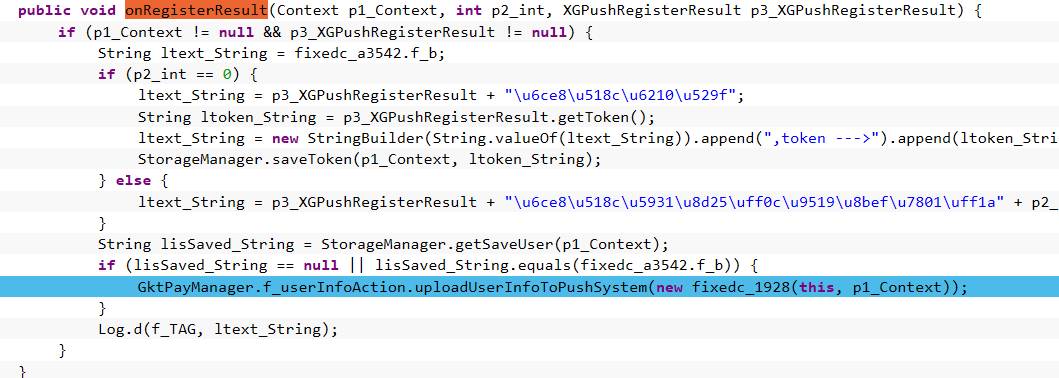 public void onRegisterResult(Context p1_Context, int p2_int, XGPushRegisterResult p3_XGPushRegisterResult) {
if (p1_Context != null && p3_XGPushRegisterResult != null) {
String ltext_String = fixedc_a3542.f_b;
if (p2_int == 0) {
ltext_String = p3_XGPushRegisterResult + "\u6ce8\u518c\u6210\u529f";
String ltoken_String = p3_XGPushRegisterResult.getToken();
ltext_String = new StringBuilder(String.valueOf(ltext_String)).append(",token --->").append(ltoken_Stri
StorageManager.saveToken(p1_Context, ltoken_String);
} else {
ltext_String = p3_XGPushRegisterResult + "\u6ce8\u518c\u5931\u8d25\uff0c\u9519\u8bef\u7801\uff1a" + p2_
}
String lisSaved_String = StorageManager.getSaveUser(p1_Context);
if (lisSaved_String == null || lisSaved_String.equals(fixedc_a3542.f_b)) {
GktPayManager.f_userInfoAction.uploadUserInfoToPushSystem(new fixedc_1928(this, p1_Context));
}
Log.d(f_TAG, ltext_String);
}
}